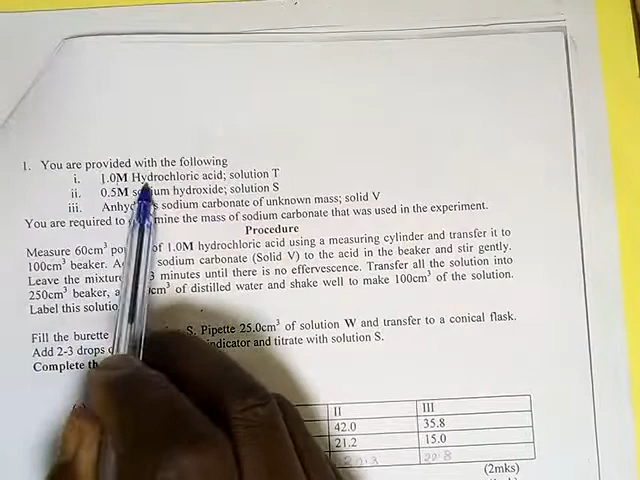 1. You are provided with the following
i. 1.0M Hydrochloric acid; solution T
ii. 0.5M sodium hydroxide; solution S
iii. Anhydrous sodium carbonate of unknown mass; solid V
You are required to mine the mass of sodium carbonate that was used in the experiment.
Procedure
Measure 60cm³ of 1.0M hydrochloric acid using a measuring cylinder and transfer it to
100cm³ beaker. sodium carbonate (Solid V) to the acid in the beaker and stir gently.
Leave the mixture 3 minutes until there is no effervescence. Transfer all the solution into
250cm³ beaker, cm³ of distilled water and shake well to make 100cm³ of the solution.
Label this
Fill the burette S. Pipette 25.0cm³ of solution W and transfer to a conical flask.
Add 2-3 drops indicator and titrate with solution S.
Complete
II III
42.0 35.8
21.2 15.0
20.8
(2mks)